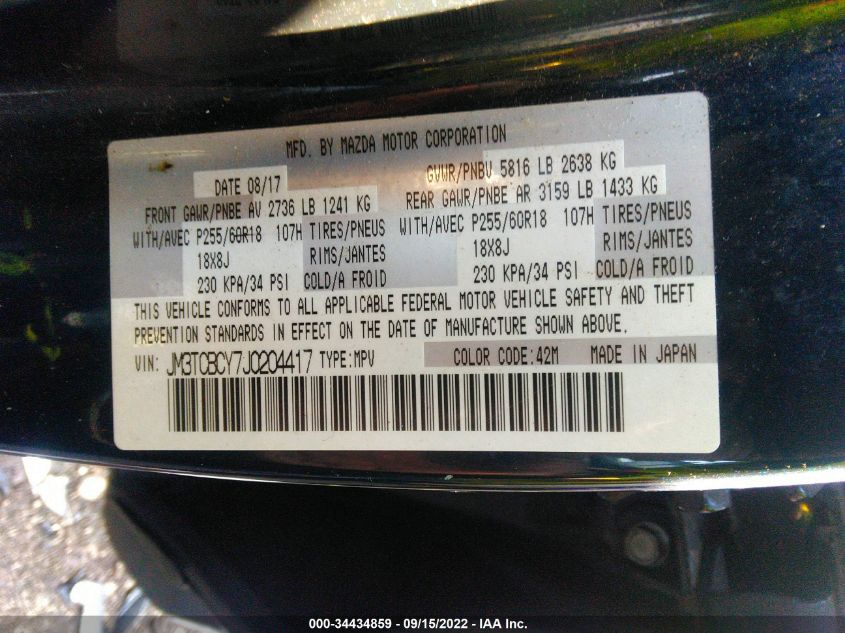 MFD. BY MAZDA MOTOR CORPORATION
DATE 08/17 GVWR/PNBV 5816 LB 2638 KG
FRONT GAWR/PNBE AV 2736 LB 1241 KG REAR GAWR/PNBE AR 3159 LB 1433 KG
WITH/AVEC P255/60R18 107H TIRES/PNEUS WITH/AVEC P255/60R18 107H TIRES/PNEUS
18X8J RIMS/JANTES 18X8J RIMS/JANTES
230 KPA/34 PSI COLD/A FROID 230 KPA/34 PSI COLD/A FROID
THIS VEHICLE CONFORMS TO ALL APPLICABLE FEDERAL MOTOR VEHICLE SAFETY AND THEFT
PREVENTION STANDARDS IN EFFECT ON THE DATE OF MANUFACTURE SHOWN ABOVE.
VIN: JM3TCBCY7J0204417 TYPE:MPV COLOR CODE:42M MADE IN JAPAN
000-34434859 - 09/15/2022 - IAA Inc.